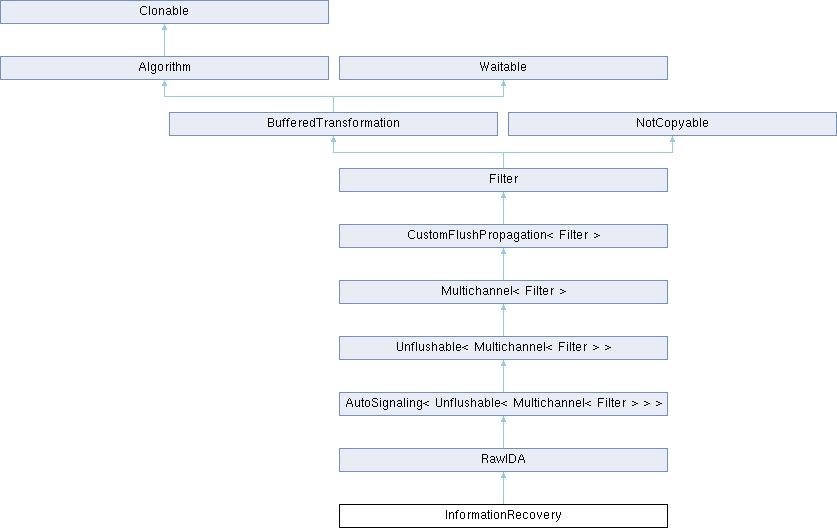 Clonable
Algorithm
Waitable
BufferedTransformation
NotCopyable
Filter
CustomFlushPropagation< Filter >
Multichannel< Filter >
Unflushable< Multichannel< Filter > >
AutoSignaling< Unflushable< Multichannel< Filter > > >
RawIDA
InformationRecovery